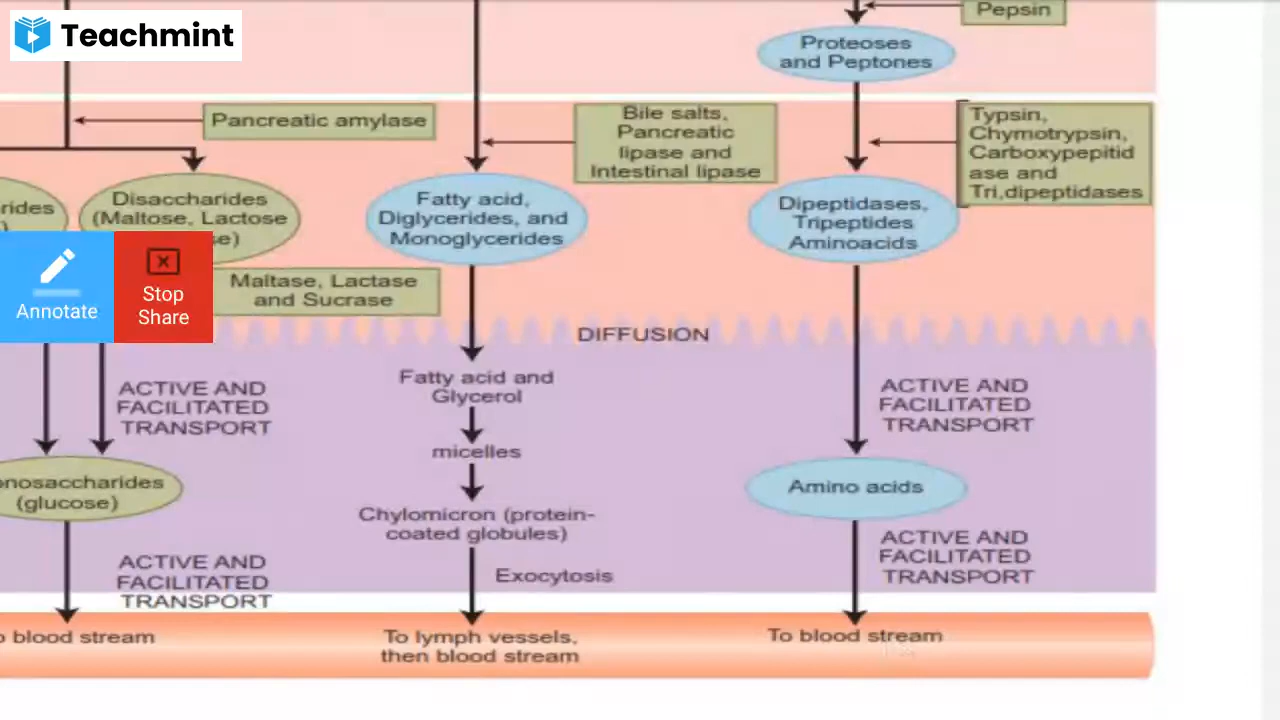 Teachmint
Pepsin
Proteoses
and Peptones
Pancreatic amylase
Bile salts,
Pancreatic
lipase and
Intestinal lipase
Typsin,
Chymotrypsin,
Carboxypepitid
ase and
Tri,dipeptidases
rides
)
Disaccharides
(Maltose, Lactose
se)
Fatty acid,
Diglycerides, and
Monoglycerides
Dipeptidases,
Tripeptides
Aminoacids
Annotate
Stop
Share
Maltase, Lactase
and Sucrase
DIFFUSION
ACTIVE AND
FACILITATED
TRANSPORT
Fatty acid and
Glycerol
micelles
Chylomicron (protein-
coated globules)
Exocytosis
ACTIVE AND
FACILITATED
TRANSPORT
onosaccharides
(glucose)
Amino acids
ACTIVE AND
FACILITATED
TRANSPORT
ACTIVE AND
FACILITATED
TRANSPORT
o blood stream
To lymph vessels,
then blood stream
To blood stream